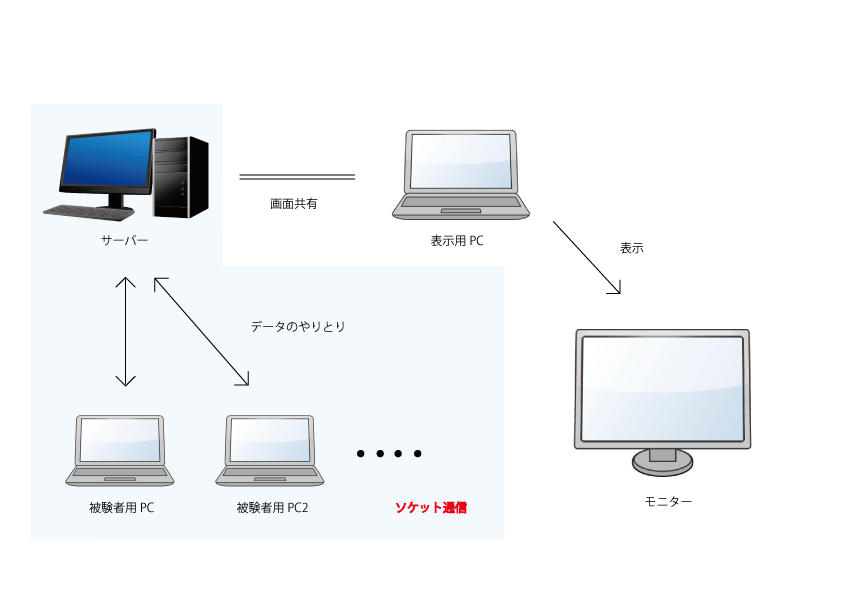 画面共有
サーバー
表示用 PC
表示
データのやりとり
被験者用 PC
被験者用 PC2
ソケット通信
モニター